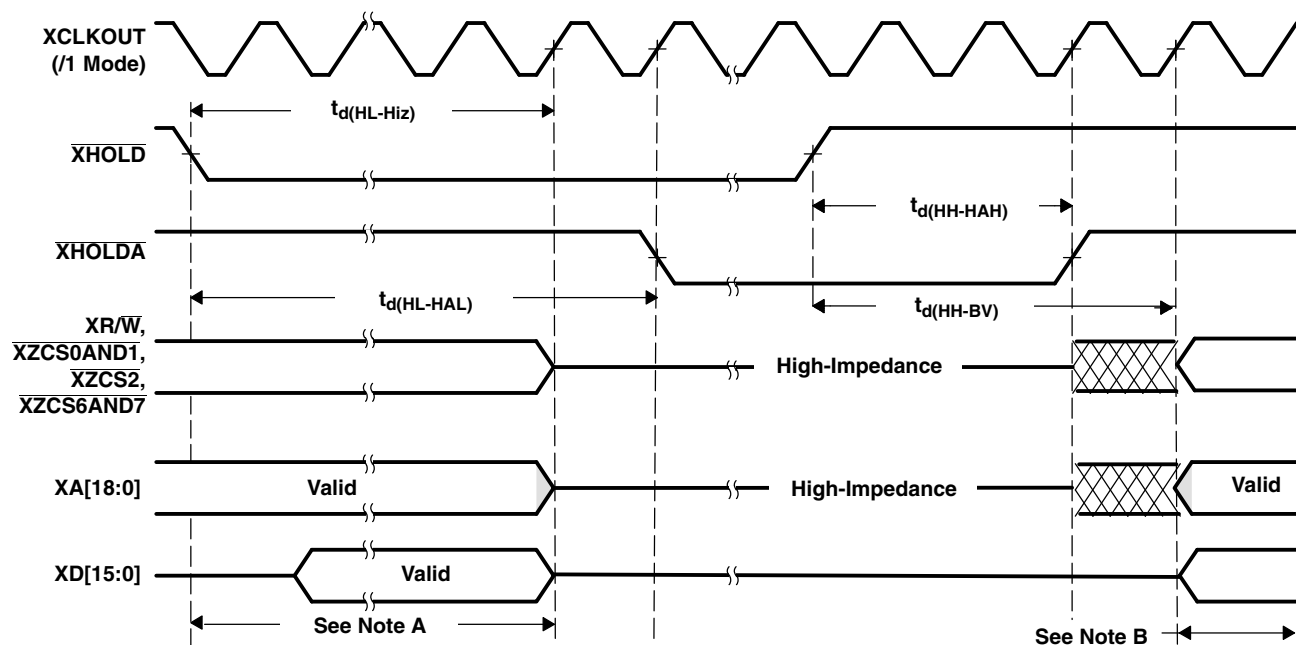 XCLKOUT
(/1 Mode)
td(HL-Hiz)
XHOLD
td(HH-HAH)
XHOLDA
td(HL-HAL)
td(HH-BV)
XR/W,
XZCS0AND1,
XZCS2,
XZCS6AND7
High-Impedance
XA[18:0]
Valid
High-Impedance
Valid
XD[15:0]
Valid
See Note A
See Note B